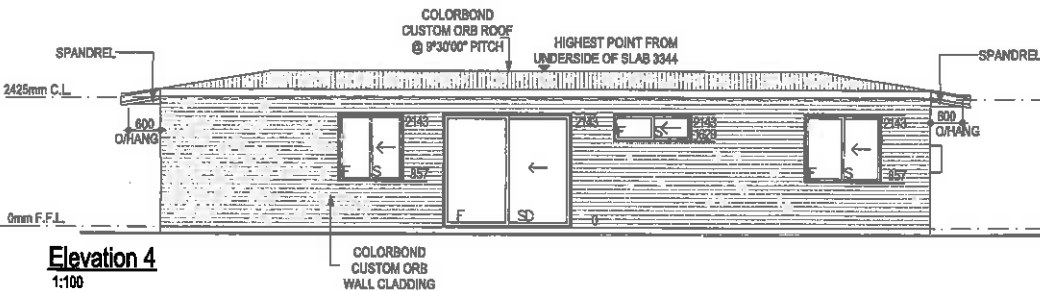 COLORBOND
CUSTOM ORB ROOF
@ 9°30'00" PITCH
HIGHEST POINT FROM
UNDERSIDE OF SLAB 3344
SPANDREL
SPANDREL
2425mm C.L.
600
O/HANG
600
O/HANG
2143
857
F
S
2143
0
F
SD
2143
F
S
2143
857
F
S
0mm F.F.L.
Elevation 4
1:100
COLORBOND
CUSTOM ORB
WALL CLADDING